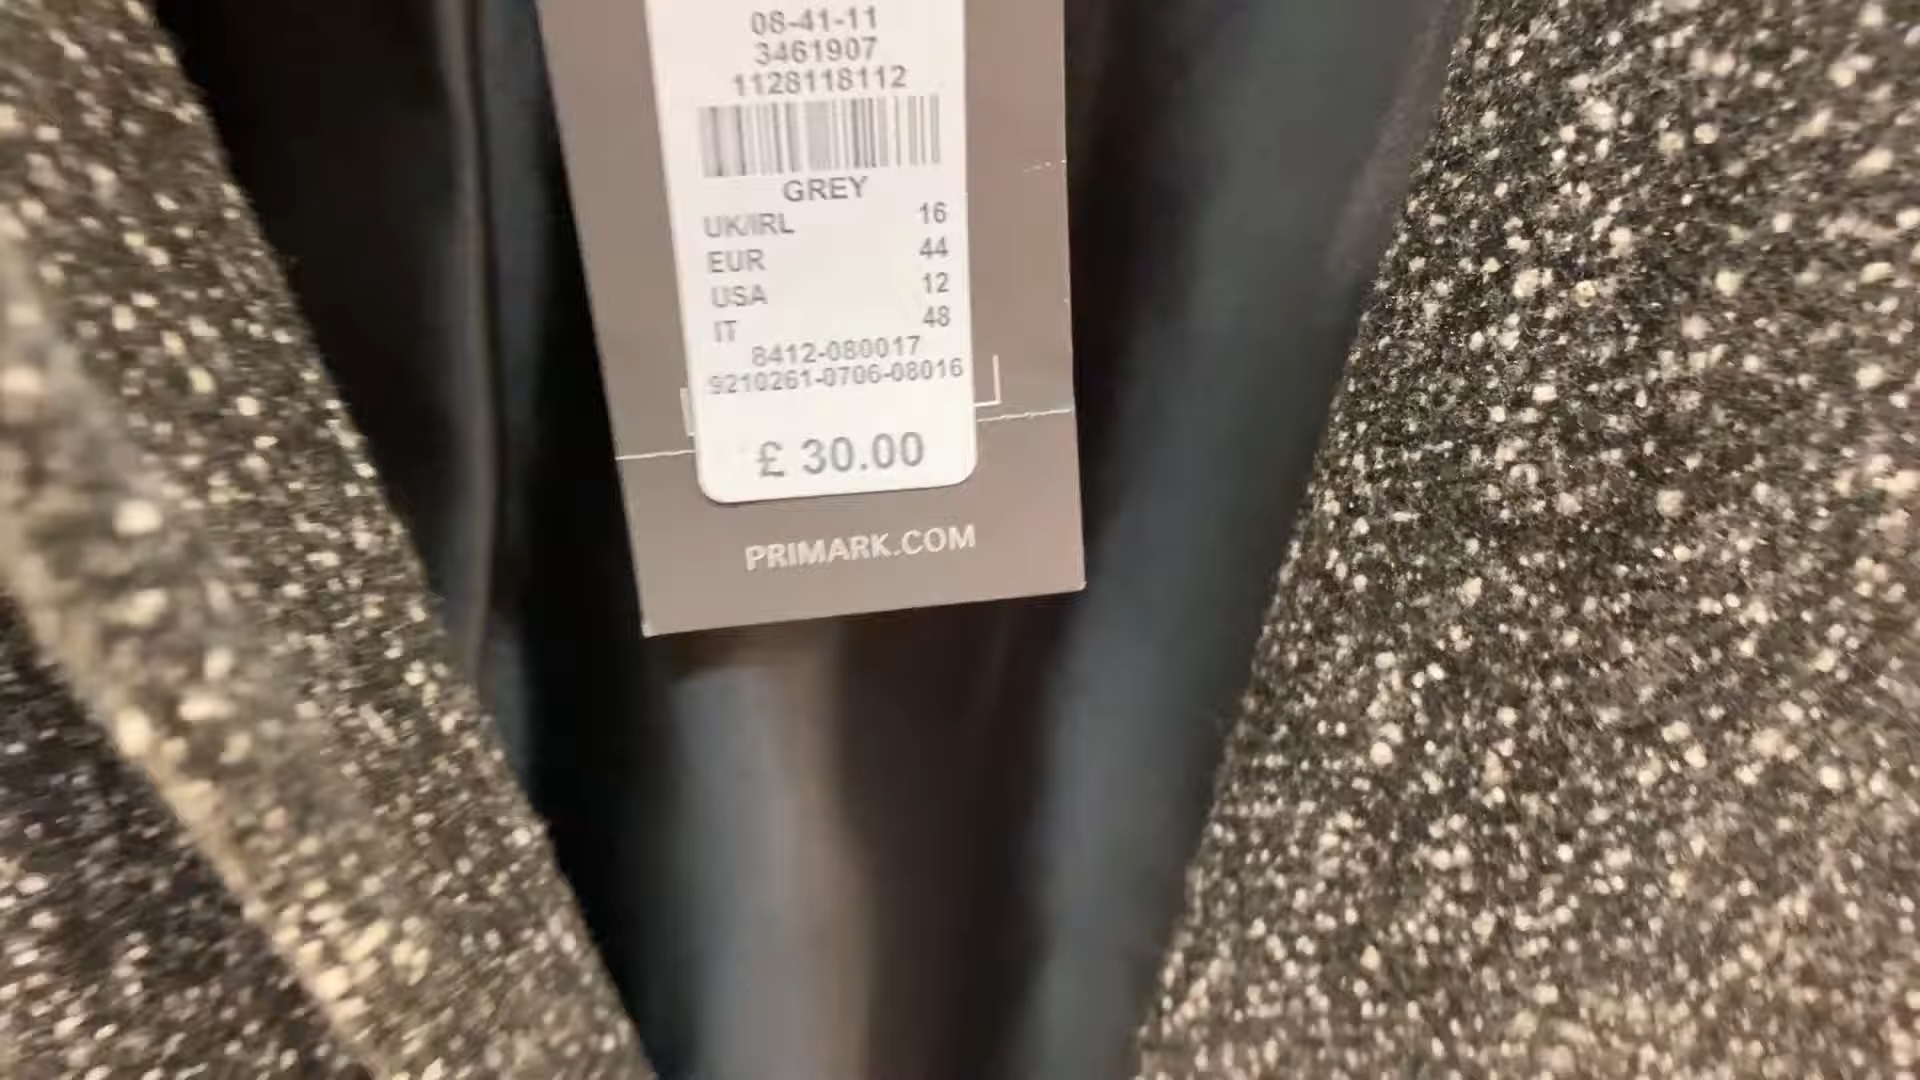 08-41-11
3461907
1128118112
GREY
UK/IRL 16
EUR 44
USA 12
IT 48
8412-080017
9210261-0706-08016
£ 30.00
PRIMARK.COM